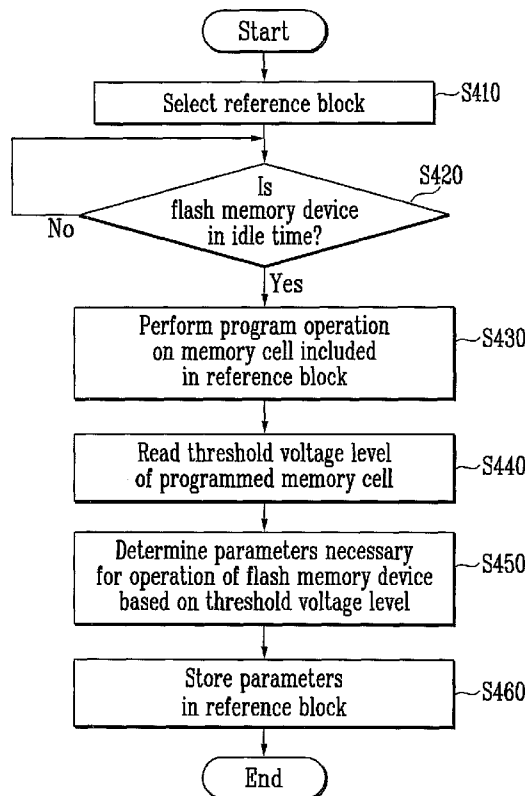 Start
Select reference block
S410
Is
flash memory device
in idle time?
S420
No
Yes
Perform program operation
on memory cell included
in reference block
S430
Read threshold voltage level
of programmed memory cell
S440
Determine parameters necessary
for operation of flash memory device
based on threshold voltage level
S450
Store parameters
in reference block
S460
End